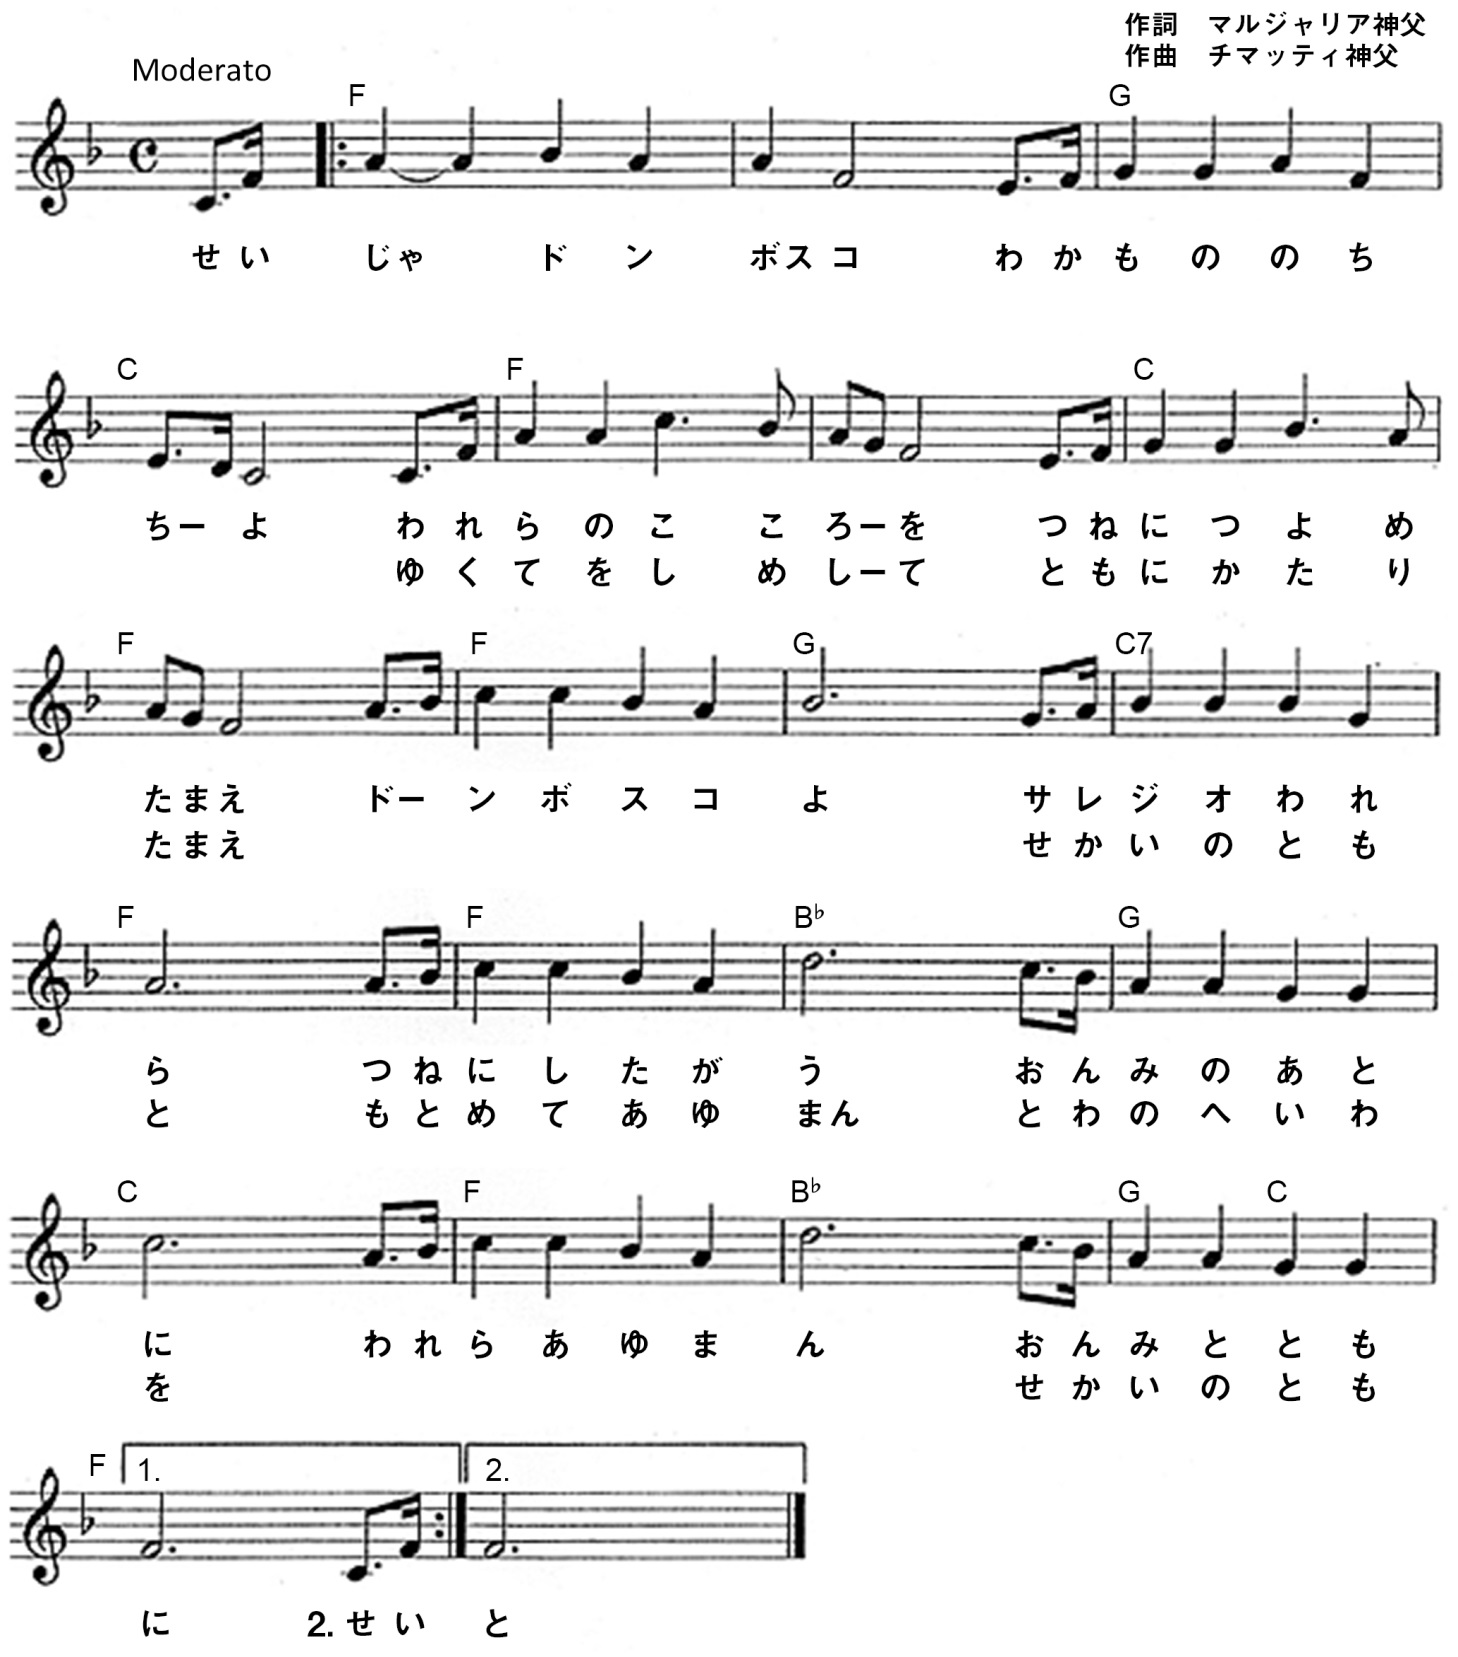 作詞 マルジャリア神父
作曲 チマッティ神父
Moderato
F G
せ い じゃ ド ン ボス コ わ か も の の ち
C F C
ちー よ わ れ ら の こ こ ろーを つ ね に つ よ め
ゆ く て を し め しーて と も に か た り
F F G C7
たまえ ドー ン ボ ス コ よ サ レ ジ オ わ れ
たまえ せ か い の と も
F F B♭ G
ら つ ね に し た が う お ん み の あ と
と も と め て あ ゆ まん と わ の へ い わ
C F B♭ G C
に わ れ ら あ ゆ ま ん お ん み と と も
を せ か い の と も
F 1. 2.
に 2. せ い と